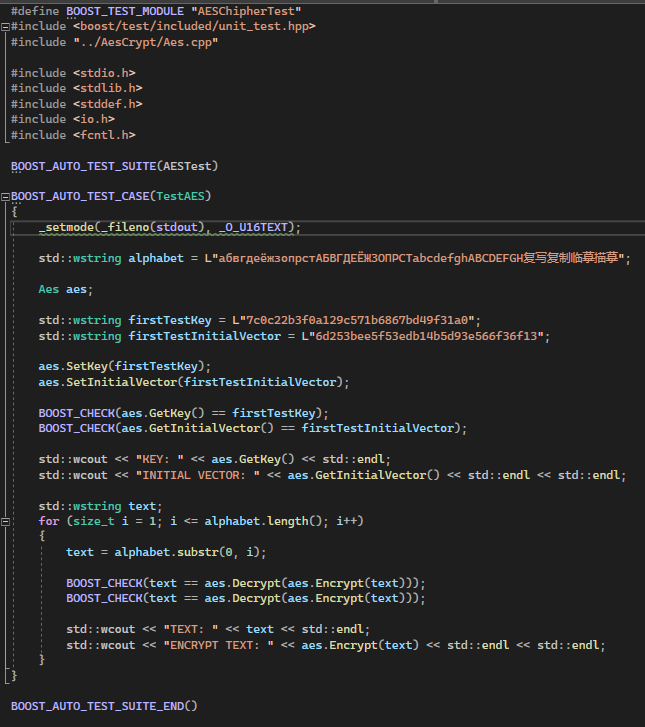 #define BOOST_TEST_MODULE "AESChipherTest"
#include <boost/test/included/unit_test.hpp>
#include "../AesCrypt/Aes.cpp"
#include <stdio.h>
#include <stdlib.h>
#include <stddef.h>
#include <io.h>
#include <fcntl.h>
BOOST_AUTO_TEST_SUITE(AESTest)
BOOST_AUTO_TEST_CASE(TestAES)
{
_setmode(_fileno(stdout), _O_U16TEXT);
std::wstring alphabet = L"абвгдеёжзопрстАБВГДЕЁЖЗОПРСТabcdefghABCDEFGH复写复制临摹描摹";
Aes aes;
std::wstring firstTestKey = L"7c0c22b3f0a129c571b6867bd49f31a0";
std::wstring firstTestInitialVector = L"6d253bee5f53edb14b5d93e566f36f13";
aes.SetKey(firstTestKey);
aes.SetInitialVector(firstTestInitialVector);
BOOST_CHECK(aes.GetKey() == firstTestKey);
BOOST_CHECK(aes.GetInitialVector() == firstTestInitialVector);
std::wcout << "KEY: " << aes.GetKey() << std::endl;
std::wcout << "INITIAL VECTOR: " << aes.GetInitialVector() << std::endl << std::endl;
std::wstring text;
for (size_t i = 1; i <= alphabet.length(); i++)
{
text = alphabet.substr(0, i);
BOOST_CHECK(text == aes.Decrypt(aes.Encrypt(text)));
BOOST_CHECK(text == aes.Decrypt(aes.Encrypt(text)));
std::wcout << "TEXT: " << text << std::endl;
std::wcout << "ENCRYPT TEXT: " << aes.Encrypt(text) << std::endl << std::endl;
}
}
BOOST_AUTO_TEST_SUITE_END()